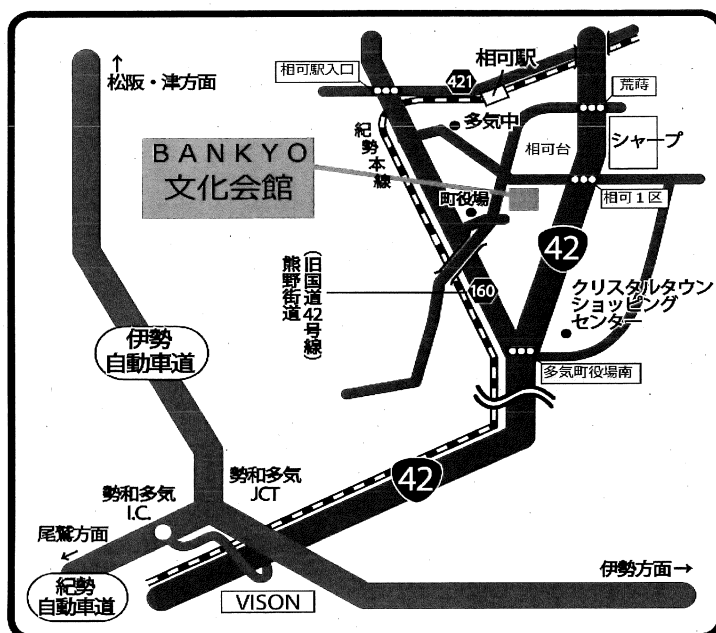 ↑
松阪・津方面
相可駅入口
421
相可駅
荒蒔
紀勢本線
多気中
相可台
シャープ
BANKYO
文化会館
町役場
相可1区
42
(旧国道42号線)
熊野街道
160
クリスタルタウン
ショッピング
センター
伊勢
自動車道
多気町役場南
42
勢和多気
JCT
勢和多気
I.C.
尾鷲方面
←
伊勢方面→
紀勢
自動車道
VISON